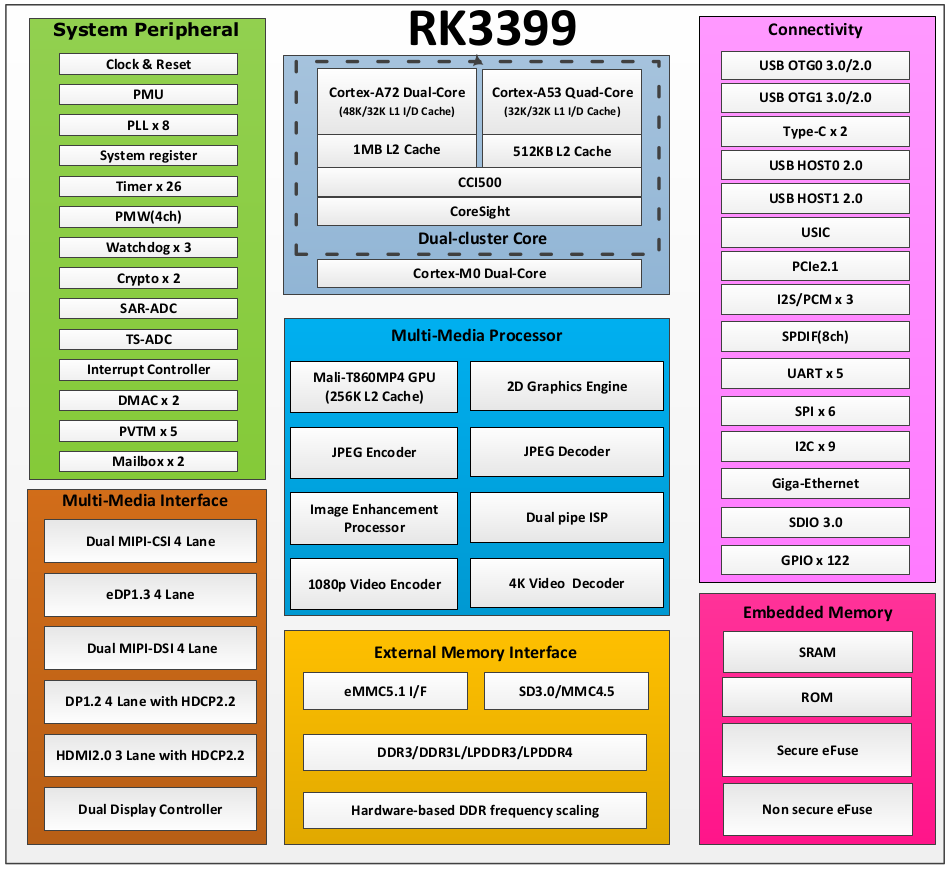 RK3399
System Peripheral
Clock & Reset
PMU
PLL x 8
System register
Timer x 26
PMW(4ch)
Watchdog x 3
Crypto x 2
SAR-ADC
TS-ADC
Interrupt Controller
DMAC x 2
PVTM x 5
Mailbox x 2
Multi-Media Interface
Dual MIPI-CSI 4 Lane
eDP1.3 4 Lane
Dual MIPI-DSI 4 Lane
DP1.2 4 Lane with HDCP2.2
HDMI2.0 3 Lane with HDCP2.2
Dual Display Controller
Cortex-A72 Dual-Core
(48K/32K L1 I/D Cache)
1MB L2 Cache
Cortex-A53 Quad-Core
(32K/32K L1 I/D Cache)
512KB L2 Cache
CCI500
CoreSight
Dual-cluster Core
Cortex-M0 Dual-Core
Multi-Media Processor
Mali-T860MP4 GPU
(256K L2 Cache)
2D Graphics Engine
JPEG Encoder
JPEG Decoder
Image Enhancement
Processor
Dual pipe ISP
1080p Video Encoder
4K Video Decoder
External Memory Interface
eMMC5.1 I/F
SD3.0/MMC4.5
DDR3/DDR3L/LPDDR3/LPDDR4
Hardware-based DDR frequency scaling
Connectivity
USB OTG0 3.0/2.0
USB OTG1 3.0/2.0
Type-C x 2
USB HOST0 2.0
USB HOST1 2.0
USIC
PCIe2.1
I2S/PCM x 3
SPDIF(8ch)
UART x 5
SPI x 6
I2C x 9
Giga-Ethernet
SDIO 3.0
GPIO x 122
Embedded Memory
SRAM
ROM
Secure eFuse
Non secure eFuse